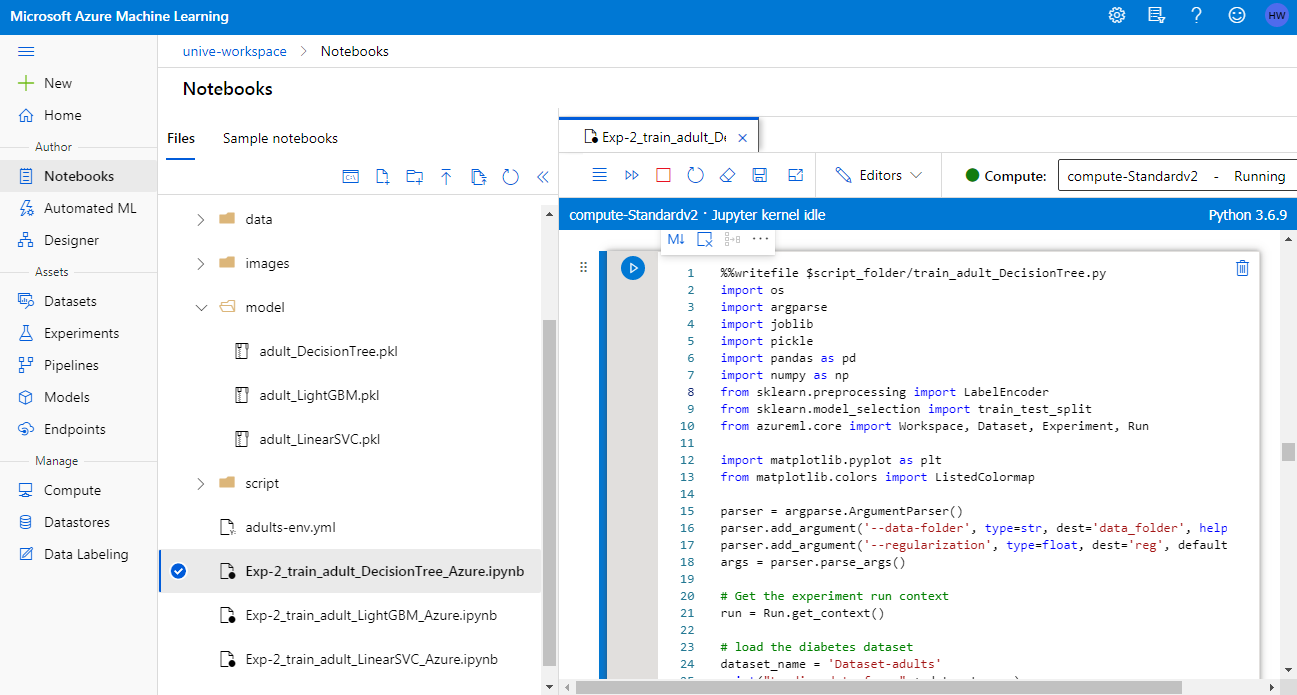 Microsoft Azure Machine Learning
HW
unive-workspace > Notebooks
New
Home
Author
Notebooks
Automated ML
Designer
Assets
Datasets
Experiments
Pipelines
Models
Endpoints
Manage
Compute
Datastores
Data Labeling
Notebooks
Files Sample notebooks
data
images
model
adult_DecisionTree.pkl
adult_LightGBM.pkl
adult_LinearSVC.pkl
script
adults-env.yml
Exp-2_train_adult_DecisionTree_Azure.ipynb
Exp-2_train_adult_LightGBM_Azure.ipynb
Exp-2_train_adult_LinearSVC_Azure.ipynb
Exp-2_train_adult_De
Editors Compute: compute-Standardv2 - Running
compute-Standardv2 · Jupyter kernel idle Python 3.6.9
M↓ ...
1 %%writefile $script_folder/train_adult_DecisionTree.py
2 import os
3 import argparse
4 import joblib
5 import pickle
6 import pandas as pd
7 import numpy as np
8 from sklearn.preprocessing import LabelEncoder
9 from sklearn.model_selection import train_test_split
10 from azureml.core import Workspace, Dataset, Experiment, Run
11
12 import matplotlib.pyplot as plt
13 from matplotlib.colors import ListedColormap
14
15 parser = argparse.ArgumentParser()
16 parser.add_argument('--data-folder', type=str, dest='data_folder', help
17 parser.add_argument('--regularization', type=float, dest='reg', default
18 args = parser.parse_args()
19
20 # Get the experiment run context
21 run = Run.get_context()
22
23 # load the diabetes dataset
24 dataset_name = 'Dataset-adults'